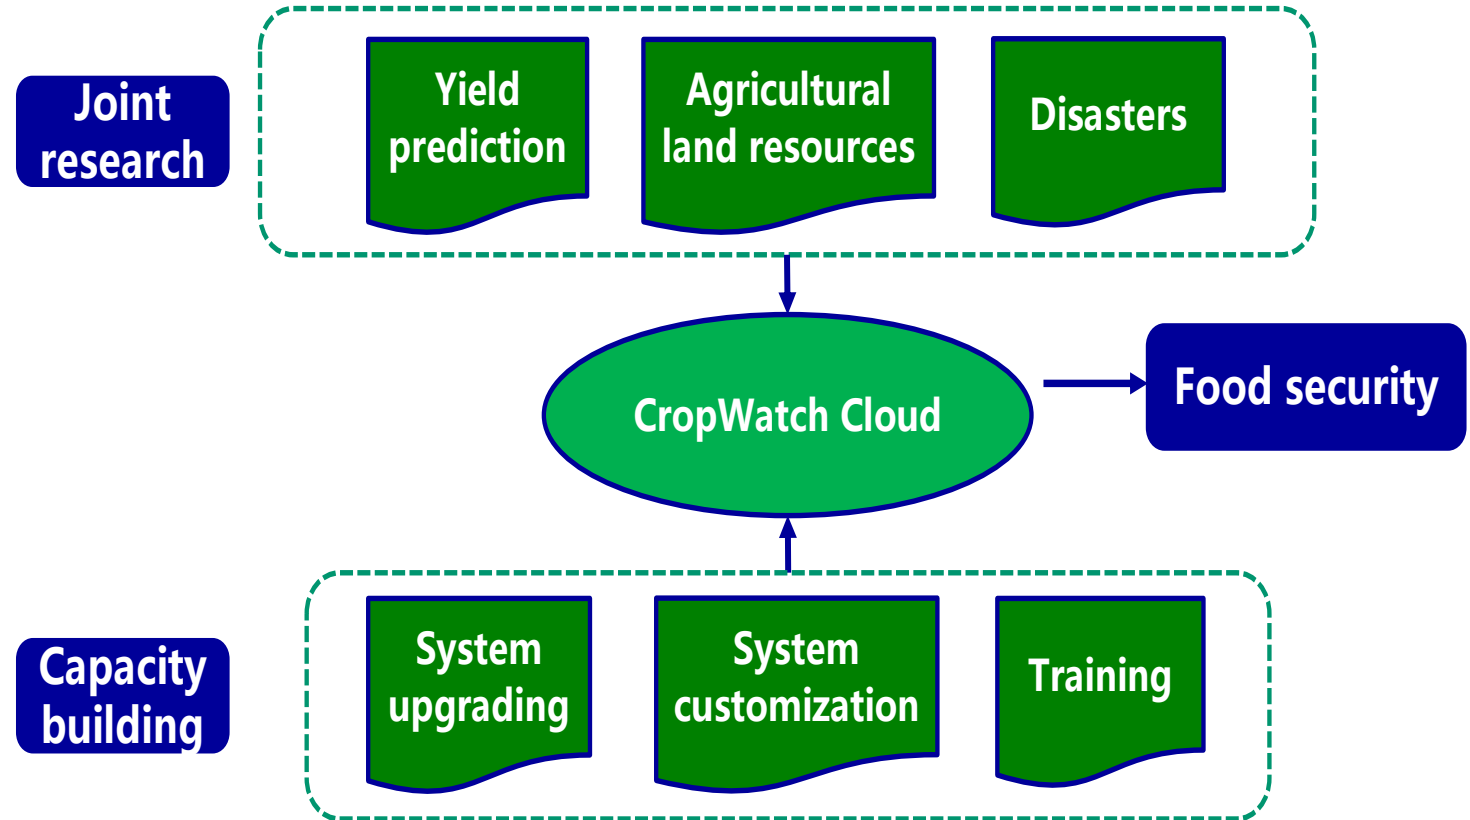 Joint
research
Yield
prediction
Agricultural
land resources
Disasters
CropWatch Cloud
Food security
Capacity
building
System
upgrading
System
customization
Training